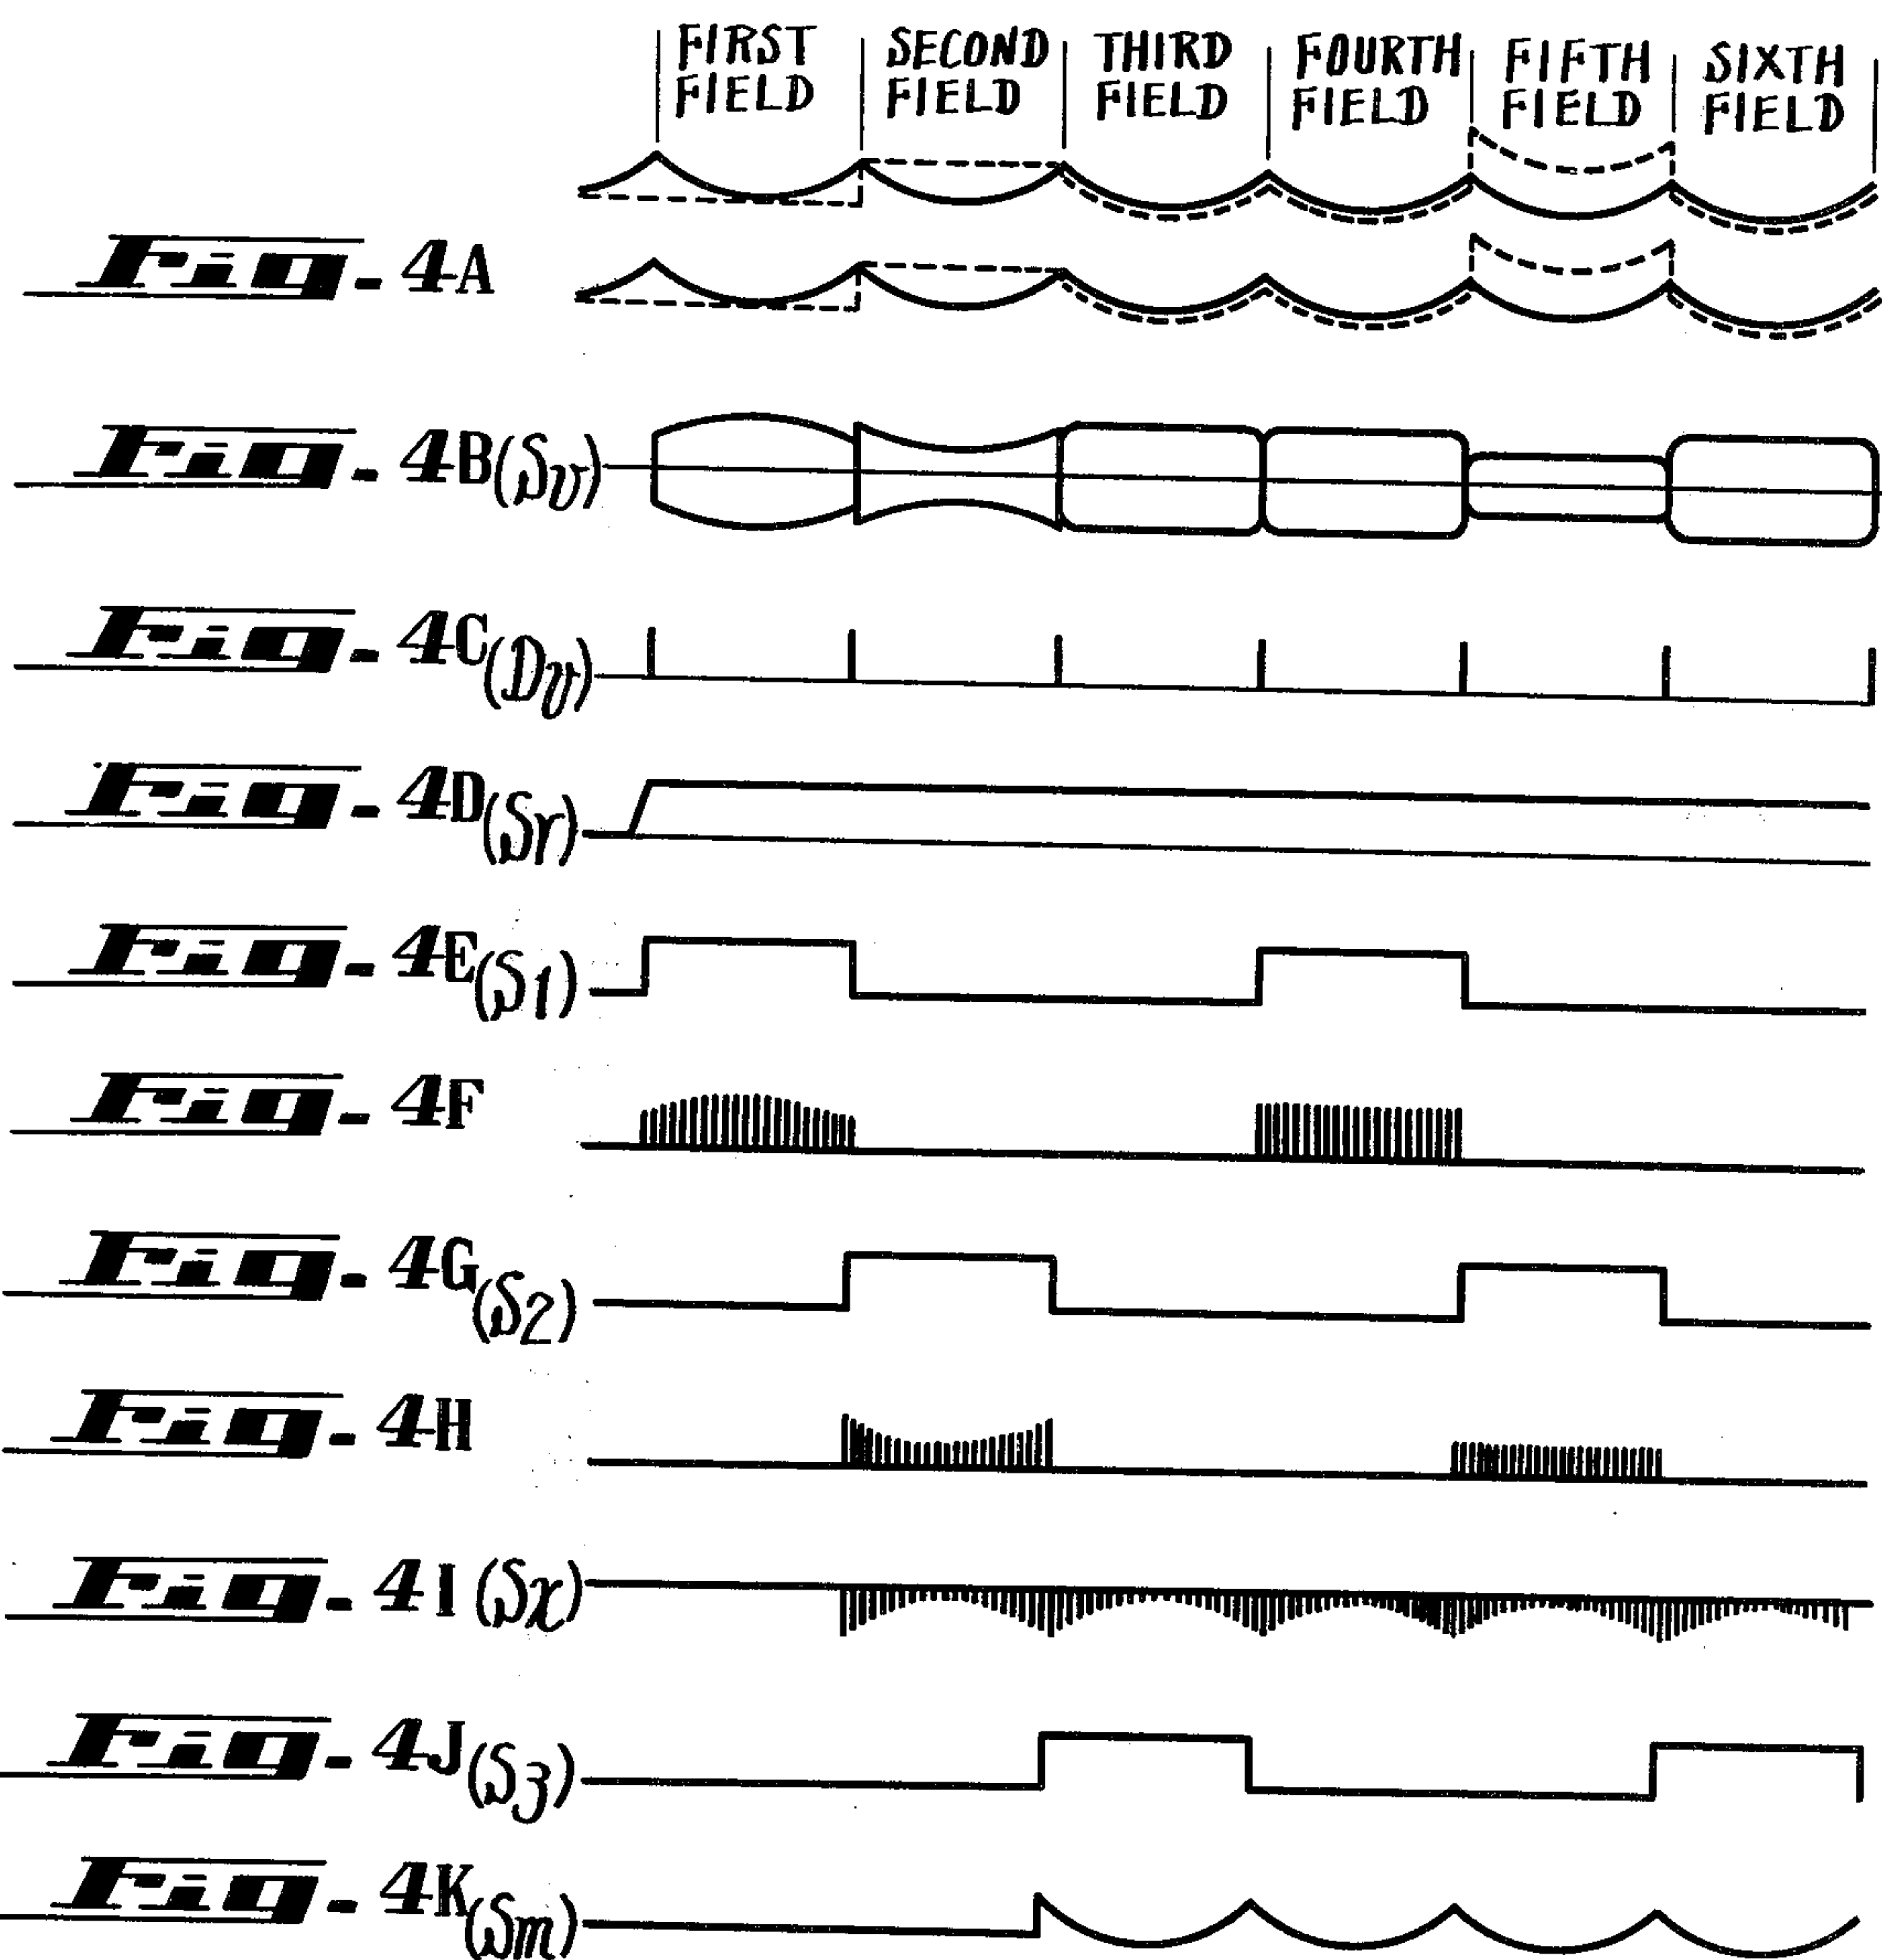 FIRST FIELD
SECOND FIELD
THIRD FIELD
FOURTH FIELD
FIFTH FIELD
SIXTH FIELD
Fig-4A
Fig-4B(Sv)
Fig-4C(Dv)
Fig-4D(Sr)
Fig-4E(S1)
Fig-4F
Fig-4G(S2)
Fig-4H
Fig-4I(Sx)
Fig-4J(S3)
Fig-4K(Sm)